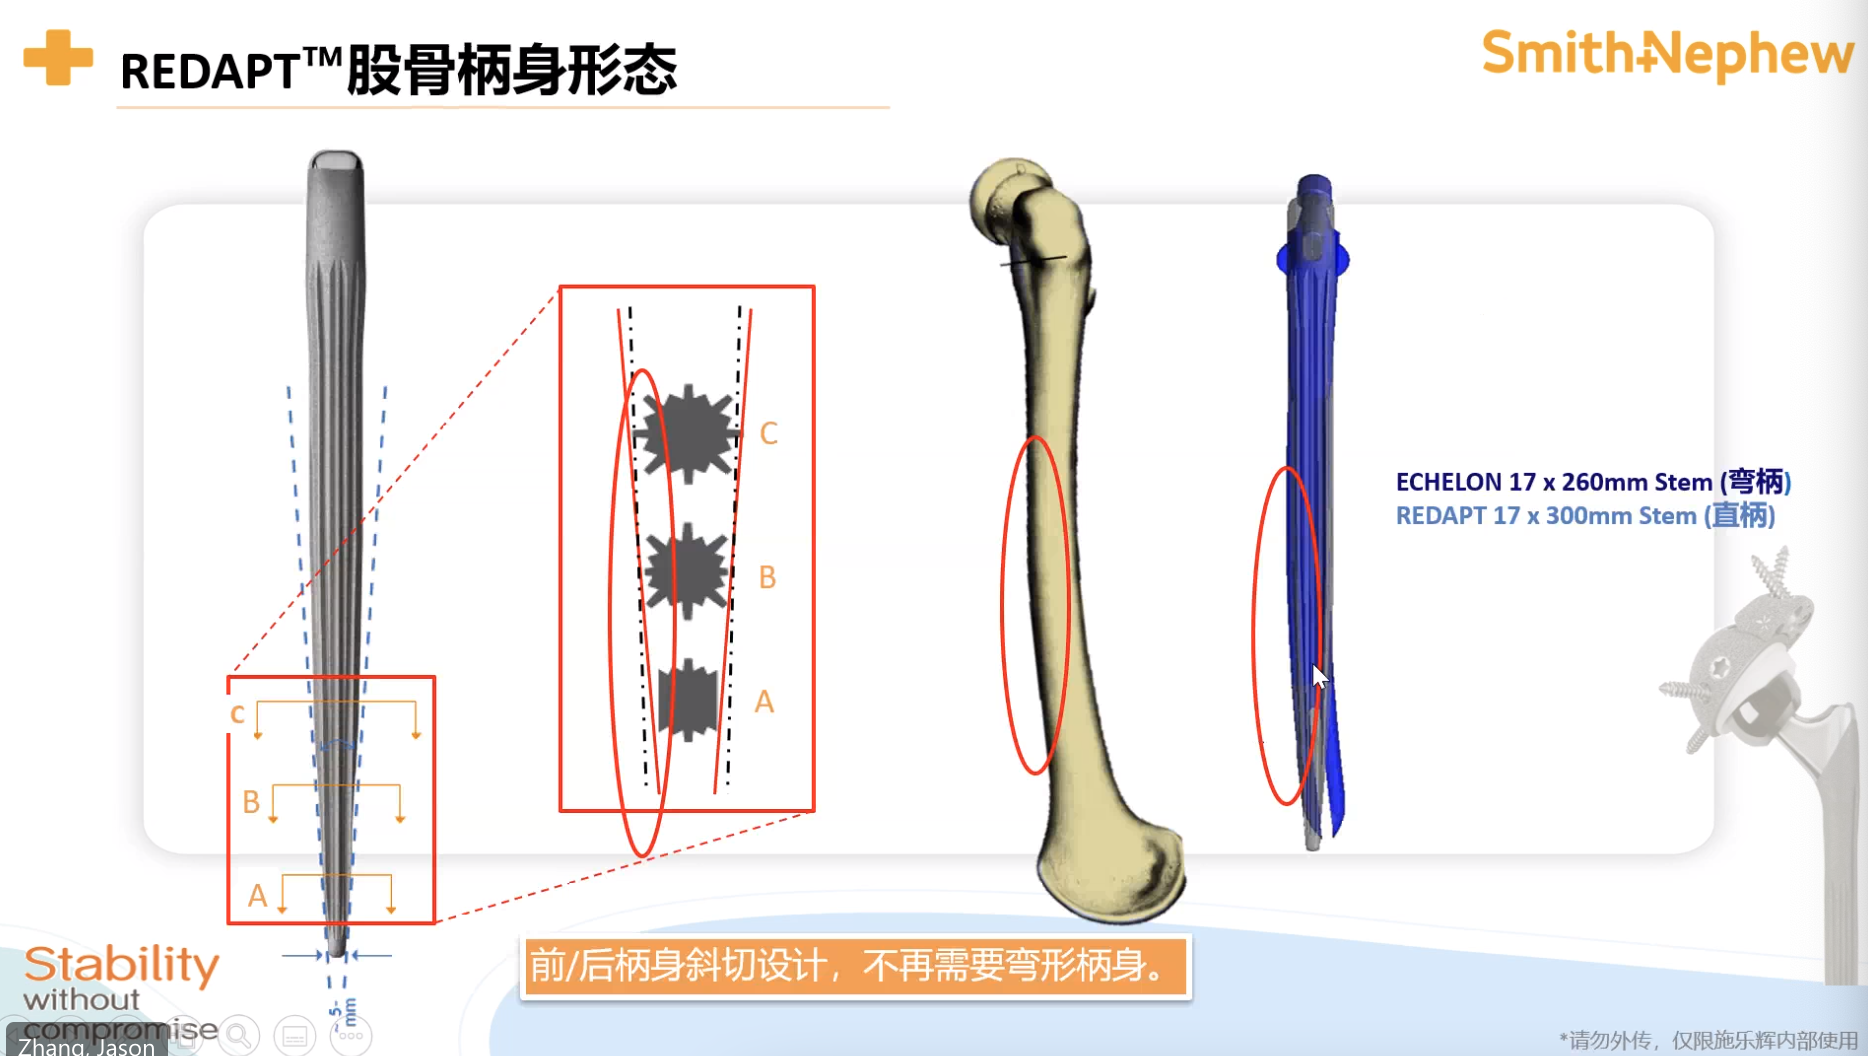 REDAPT™股骨柄身形态
Smith+Nephew
C
B
A
C
B
A
ECHELON 17 x 260mm Stem (弯柄)
REDAPT 17 x 300mm Stem (直柄)
~5-
mm
前/后柄身斜切设计，不再需要弯形柄身。
Stability
without
compromise
Zhang, Jason
*请勿外传，仅限施乐辉内部使用